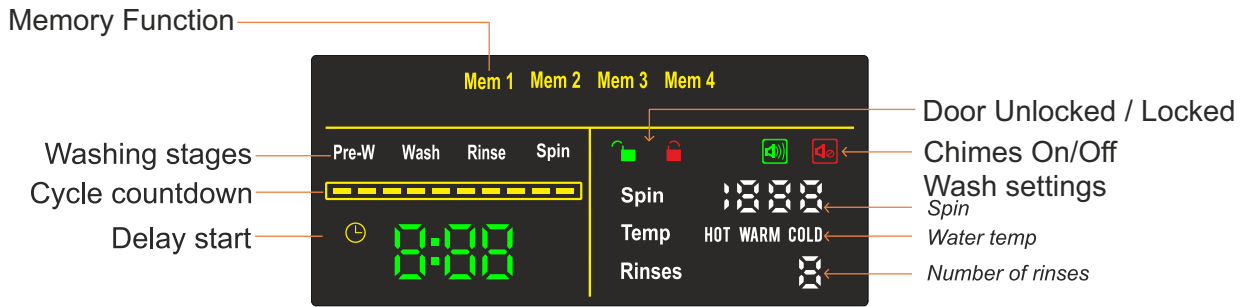 Memory Function
Mem 1 Mem 2 Mem 3 Mem 4
Door Unlocked / Locked
Washing stages
Pre-W Wash Rinse Spin
Chimes On/Off
Cycle countdown
Wash settings
Spin 1888
Spin
Delay start
8:88
Temp HOT WARM COLD
Water temp
Rinses 8
Number of rinses